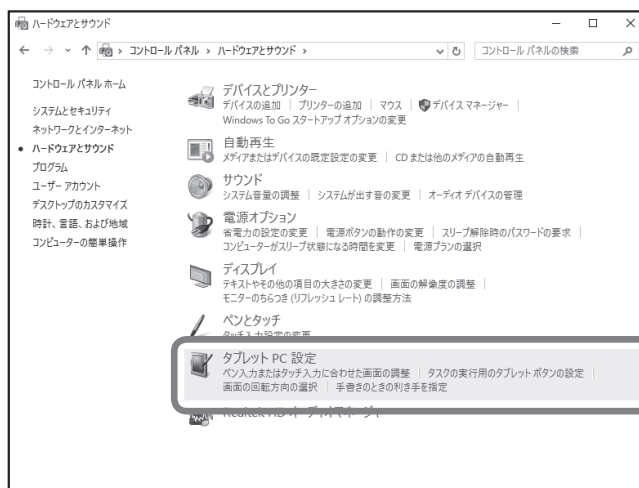 ハードウェアとサウンド
コントロール パネル › ハードウェアとサウンド ›
コントロール パネルの検索
コントロール パネル ホーム
システムとセキュリティ
ネットワークとインターネット
ハードウェアとサウンド
プログラム
ユーザー アカウント
デスクトップのカスタマイズ
時計、言語、および地域
コンピューターの簡単操作
デバイスとプリンター
デバイスの追加 | プリンターの追加 | マウス | デバイス マネージャー |
Windows To Go スタートアップ オプションの変更
自動再生
メディアまたはデバイスの既定設定の変更 | CD または他のメディアの自動再生
サウンド
システム音量の調整 | システムが出す音の変更 | オーディオ デバイスの管理
電源オプション
省電力の設定の変更 | 電源ボタンの動作の変更 | スリープ解除時のパスワードの要求 |
コンピューターがスリープ状態になる時間を変更 | 電源プランの選択
ディスプレイ
テキストやその他の項目の大きさの変更 | 画面の解像度の調整 |
モニターのちらつき (リフレッシュ レート) の調整方法
ペンとタッチ
タッチ入力設定の変更
タブレット PC 設定
ペン入力またはタッチ入力に合わせた画面の調整 | タスクの実行用のタブレット ボタンの設定 |
画面の回転方向の選択 | 手書きのときの利き手を指定
Realtek HD オーディオマネージャ